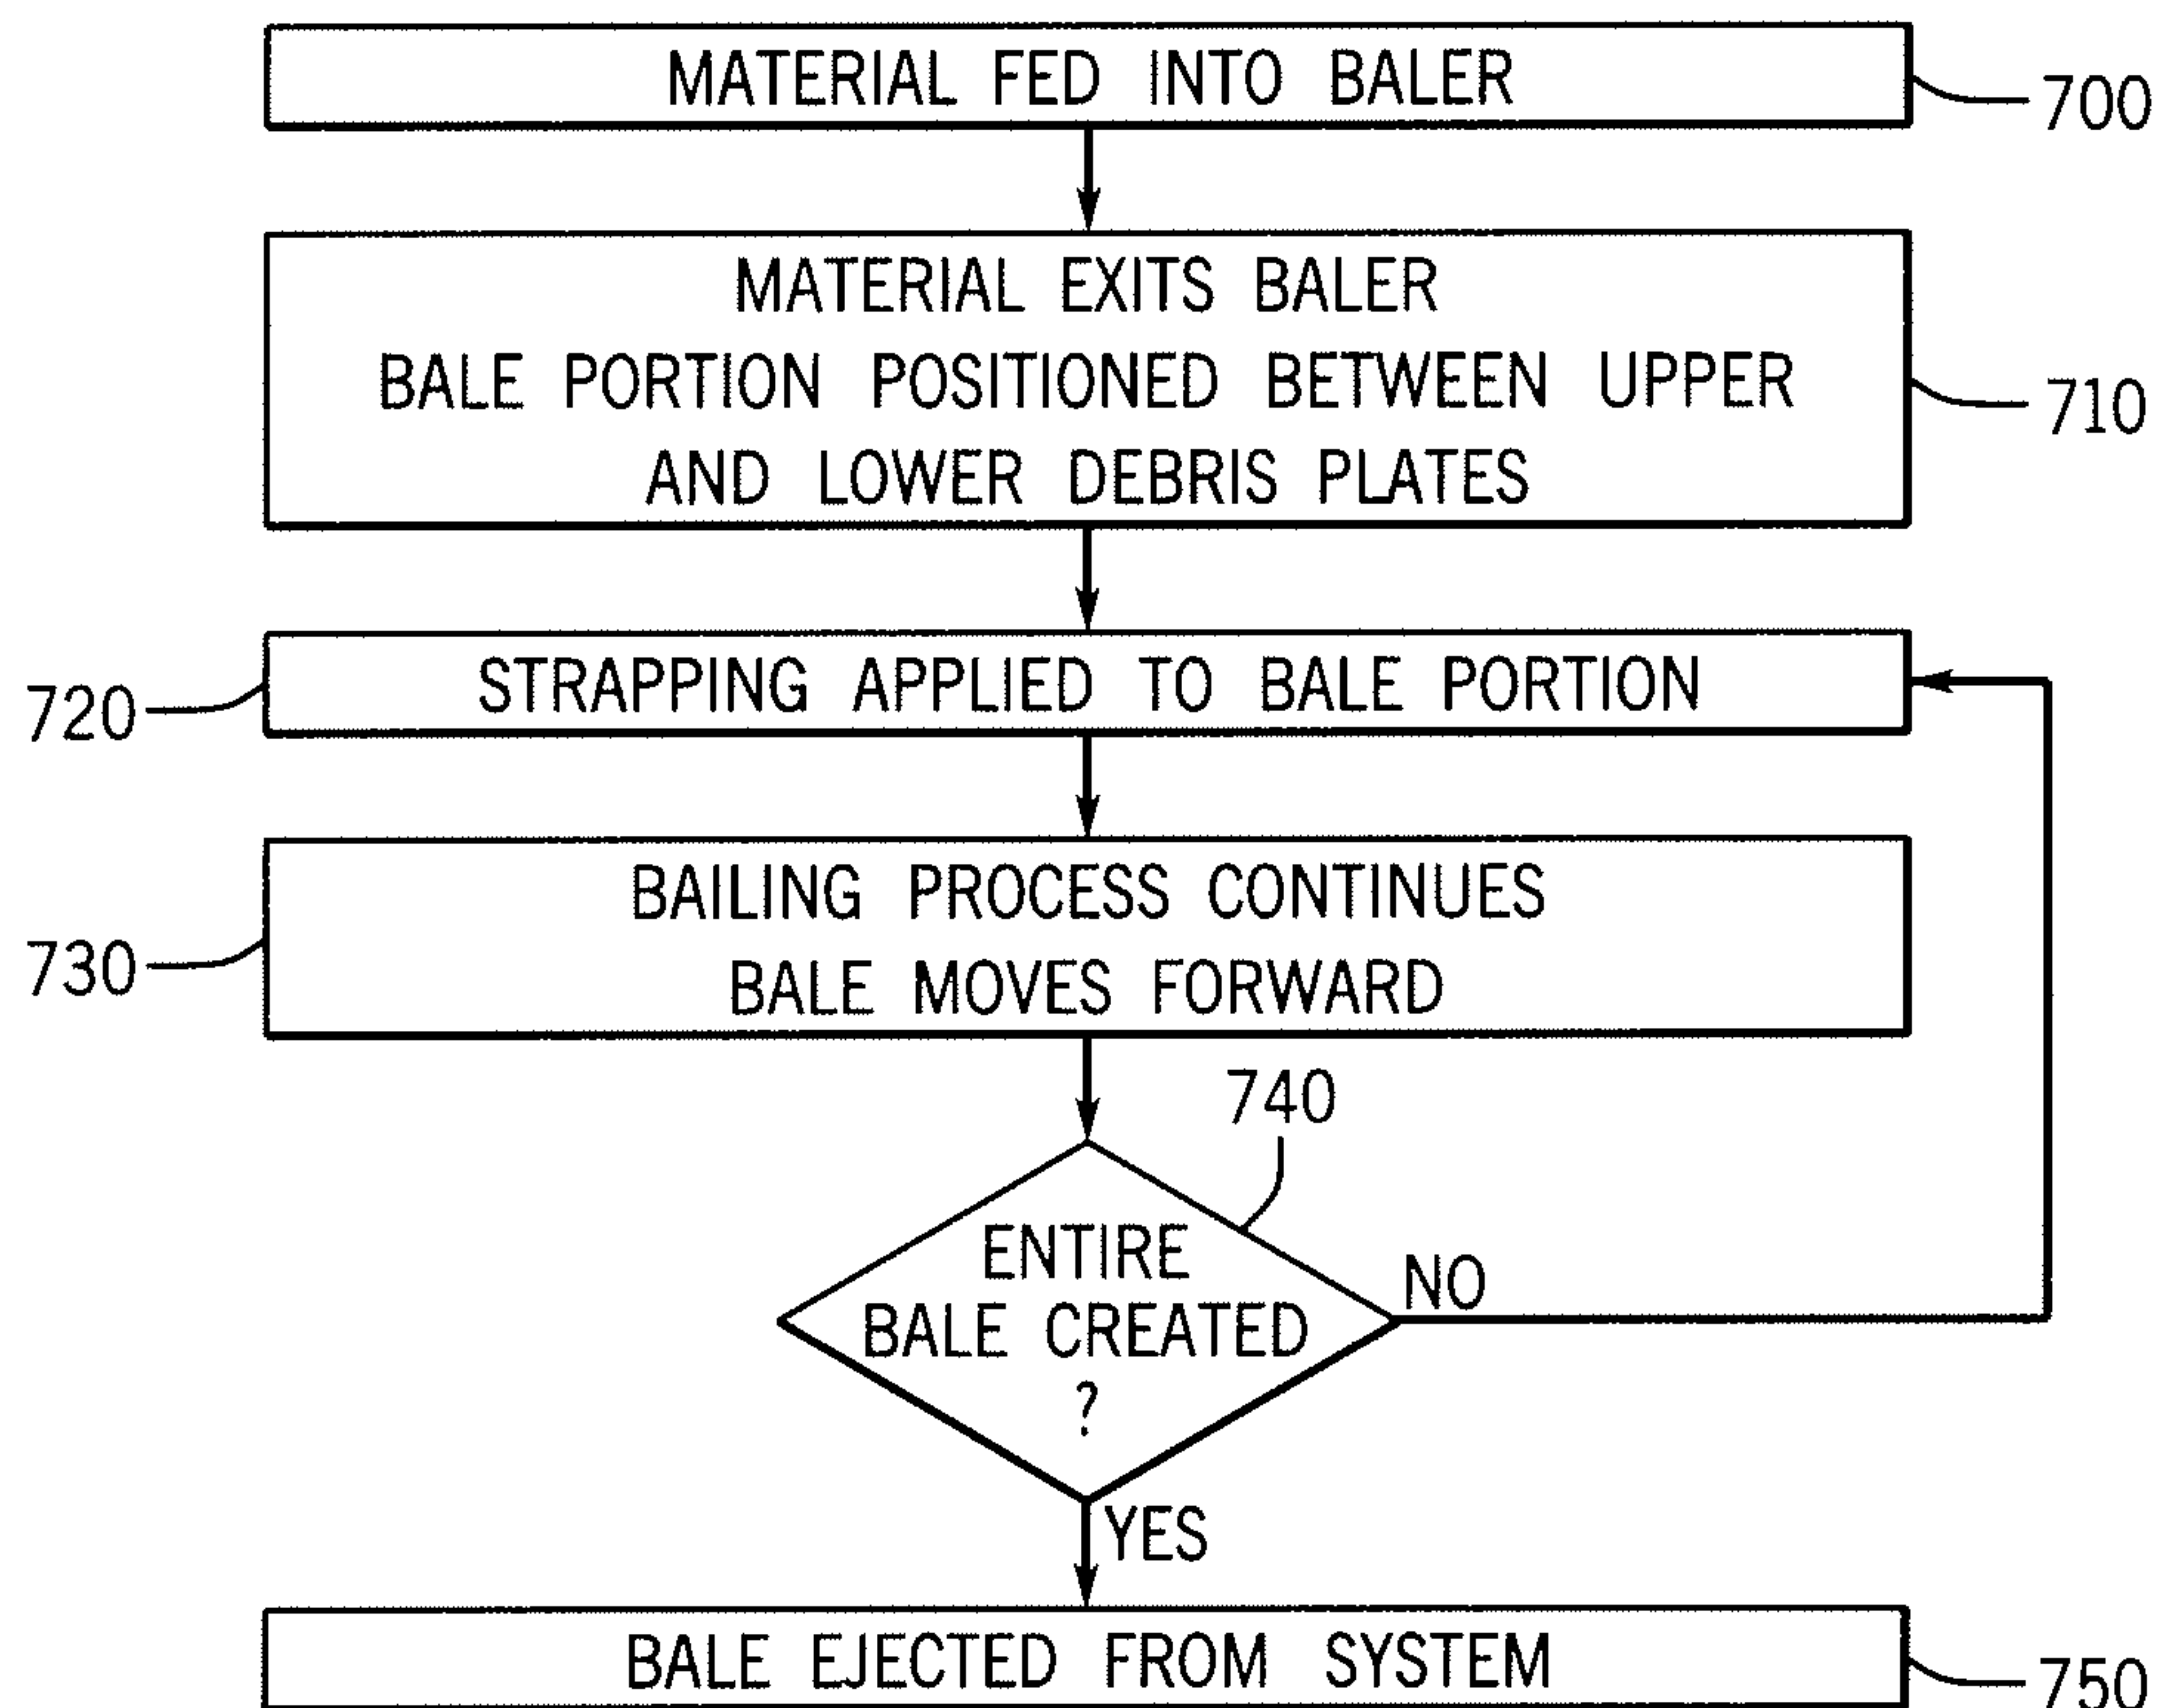 MATERIAL FED INTO BALER
700
MATERIAL EXITS BALER
BALE PORTION POSITIONED BETWEEN UPPER
AND LOWER DEBRIS PLATES
710
STRAPPING APPLIED TO BALE PORTION
720
BAILING PROCESS CONTINUES
BALE MOVES FORWARD
730
740
ENTIRE
BALE CREATED
?
NO
YES
BALE EJECTED FROM SYSTEM
750